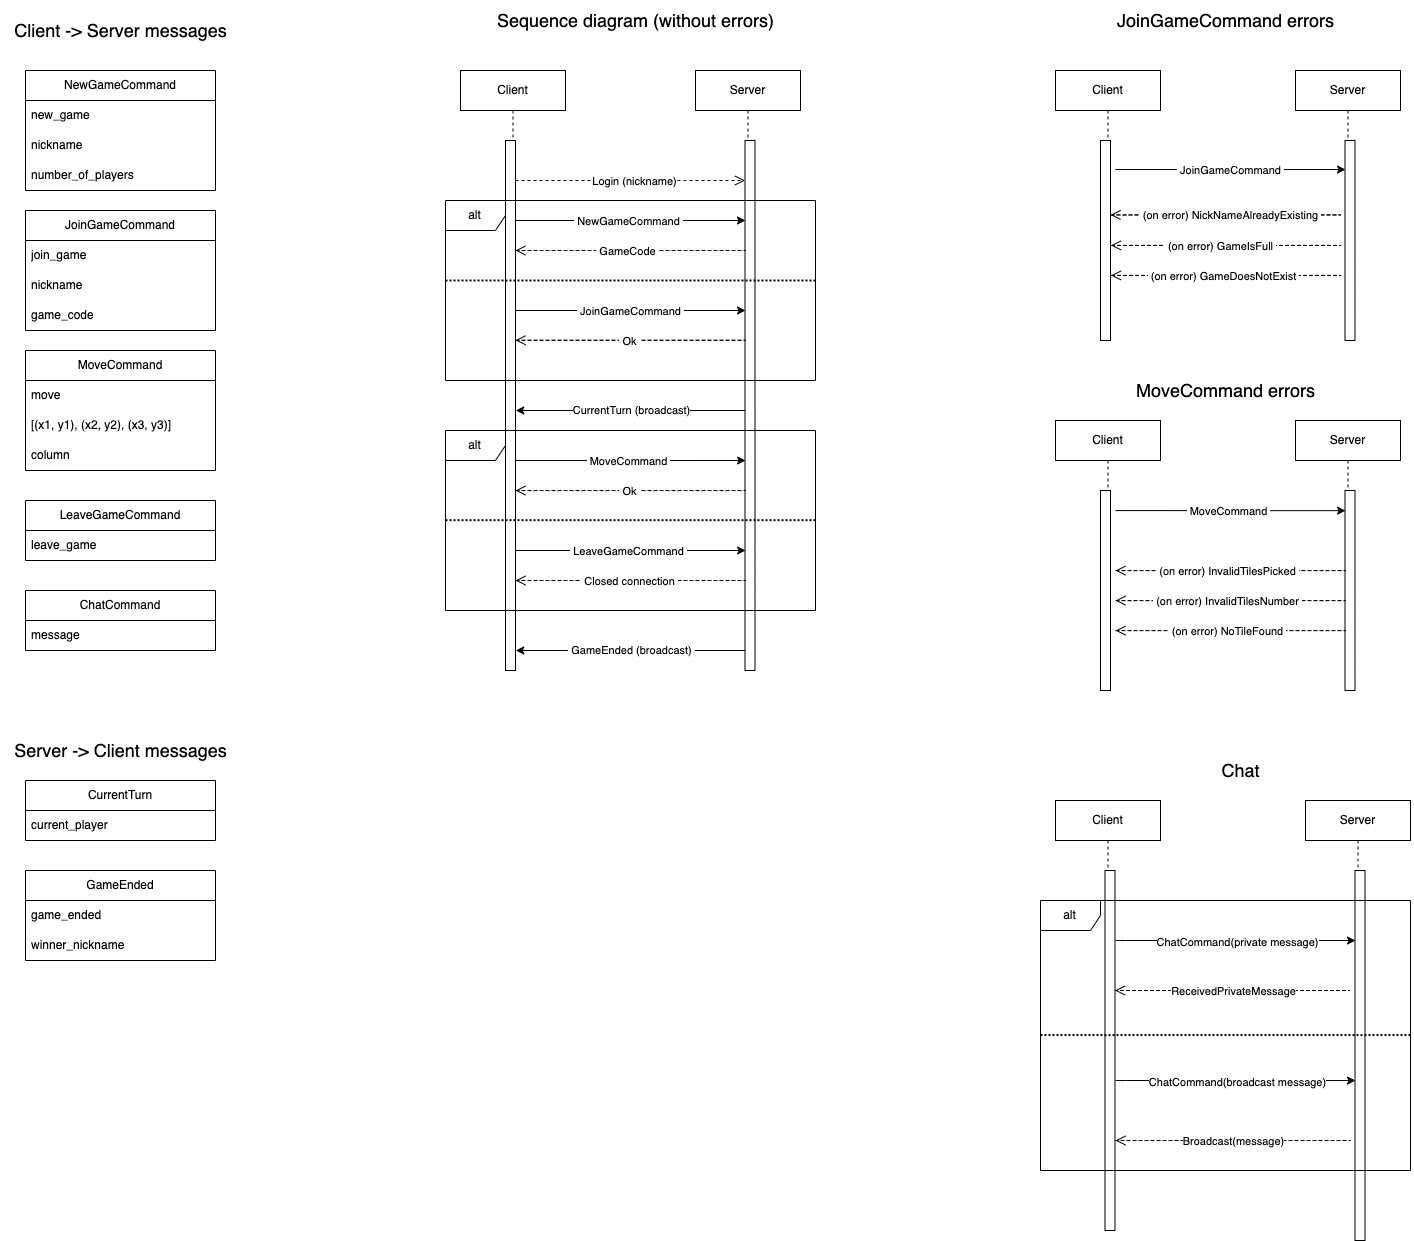 Client -> Server messages
NewGameCommand
new_game
nickname
number_of_players
JoinGameCommand
join_game
nickname
game_code
MoveCommand
move
[(x1, y1), (x2, y2), (x3, y3)]
column
LeaveGameCommand
leave_game
ChatCommand
message
Server -> Client messages
CurrentTurn
current_player
GameEnded
game_ended
winner_nickname
Sequence diagram (without errors)
Client
Server
Login (nickname)
alt
NewGameCommand
GameCode
JoinGameCommand
Ok
CurrentTurn (broadcast)
alt
MoveCommand
Ok
LeaveGameCommand
Closed connection
GameEnded (broadcast)
JoinGameCommand errors
Client
Server
JoinGameCommand
(on error) NickNameAlreadyExisting
(on error) GameIsFull
(on error) GameDoesNotExist
MoveCommand errors
Client
Server
MoveCommand
(on error) InvalidTilesPicked
(on error) InvalidTilesNumber
(on error) NoTileFound
Chat
Client
Server
alt
ChatCommand(private message)
ReceivedPrivateMessage
ChatCommand(broadcast message)
Broadcast(message)